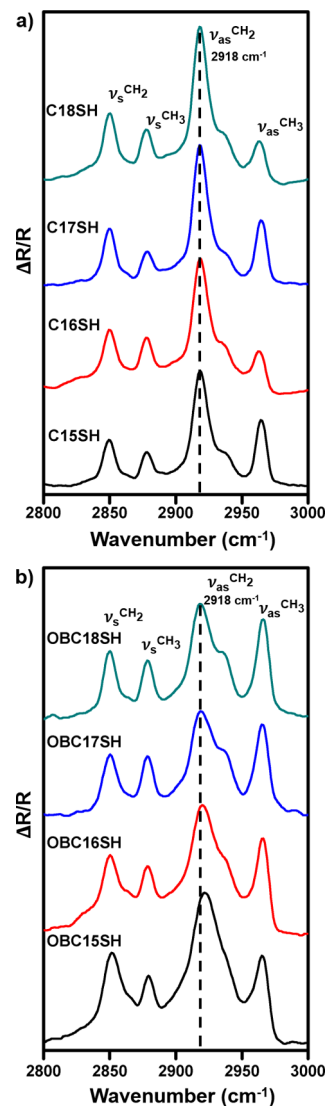 a)
ν_as^CH₂
2918 cm⁻¹
ν_s^CH₂
ν_s^CH₃
ν_as^CH₃
C18SH
C17SH
C16SH
C15SH
ΔR/R
2800 2850 2900 2950 3000
Wavenumber (cm⁻¹)
b)
ν_as^CH₂
2918 cm⁻¹
ν_s^CH₂
ν_s^CH₃
ν_as^CH₃
OBC18SH
OBC17SH
OBC16SH
OBC15SH
ΔR/R
2800 2850 2900 2950 3000
Wavenumber (cm⁻¹)